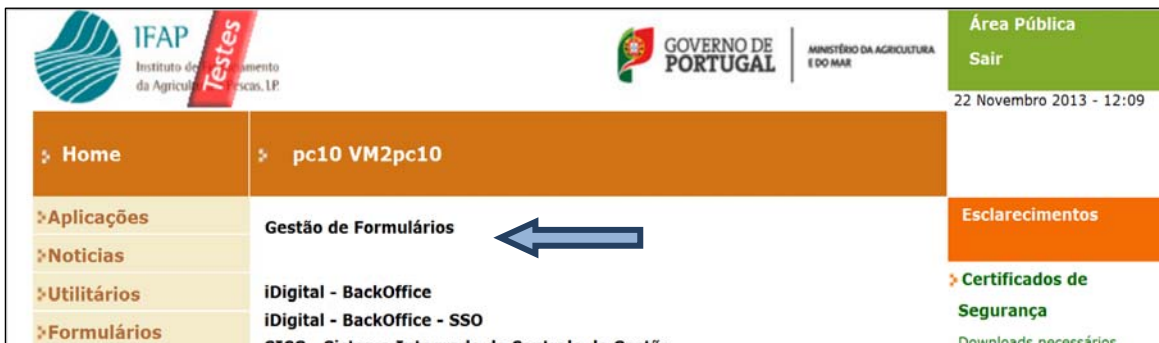 IFAP
Instituto de
mento
da Agricul
Pescas, I.P.
Testes
GOVERNO DE
PORTUGAL
MINISTÉRIO DA AGRICULTURA
E DO MAR
Área Pública
Sair
22 Novembro 2013 - 12:09
Home
pc10 VM2pc10
Aplicações
Noticias
Utilitários
Formulários
Gestão de Formulários
iDigital - BackOffice
iDigital - BackOffice - SSO
Esclarecimentos
Certificados de
Segurança
Downloads necessários